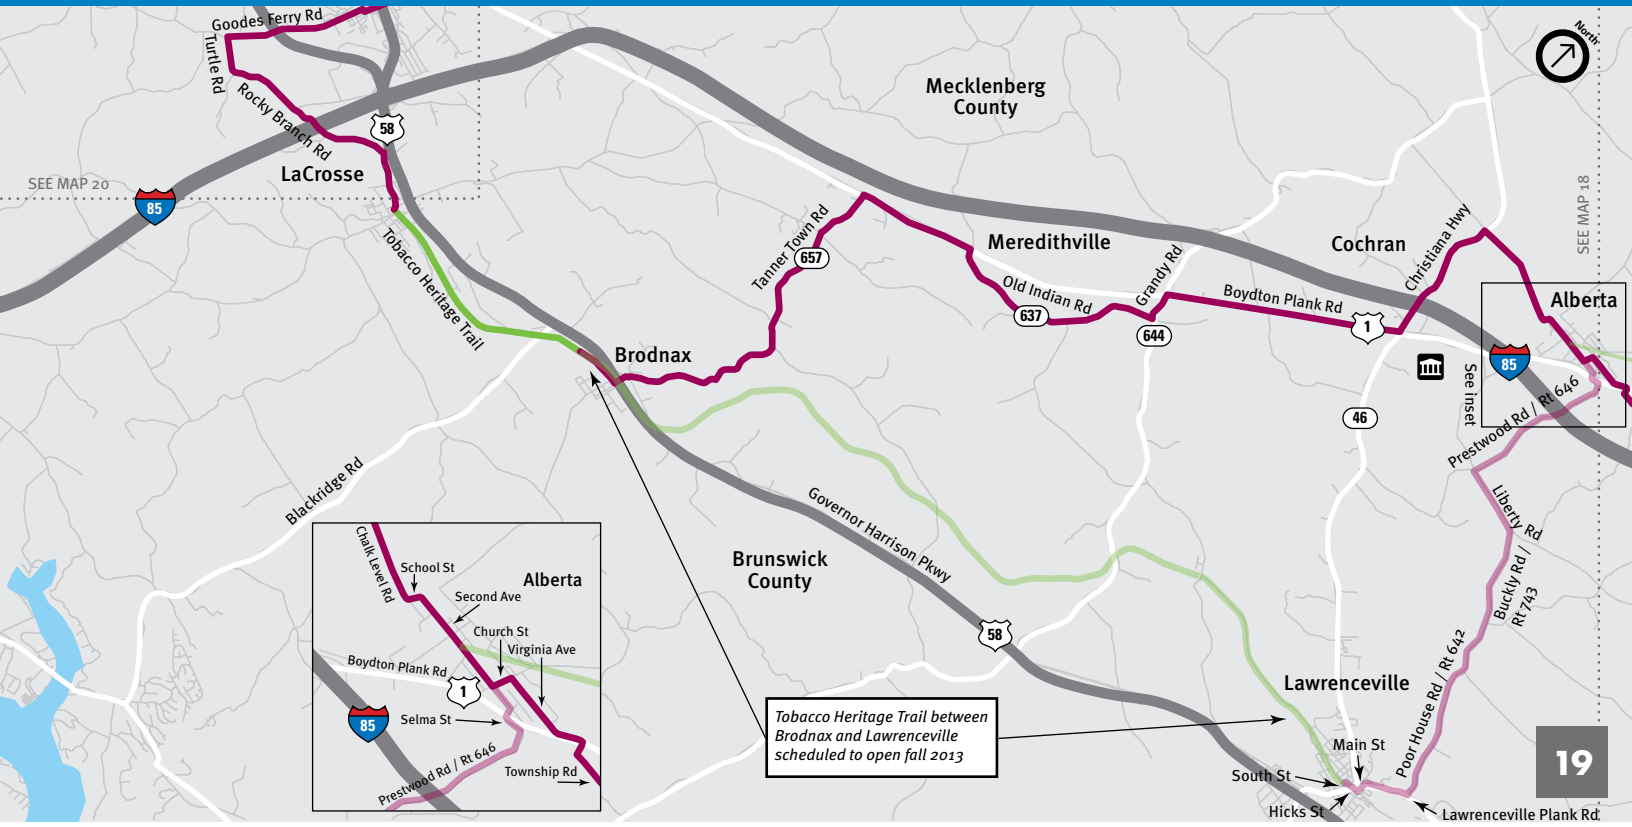 Goodes Ferry Rd
Turtle Rd
Rocky Branch Rd
58
LaCrosse
SEE MAP 20
85
Tobacco Heritage Trail
Mecklenberg
County
North
SEE MAP 18
Tanner Town Rd
657
Meredithville
Old Indian Rd
637
Grandy Rd
644
Boydton Plank Rd
1
Cochran
Christiana Hwy
Alberta
85
See inset
46
Prestwood Rd / Rt 646
Liberty Rd
Buckly Rd /
Rt 743
Poor House Rd / Rt 642
Brodnax
Blackridge Rd
Governor Harrison Pkwy
Brunswick
County
58
Chalk Level Rd
School St
Alberta
Second Ave
Church St
Virginia Ave
Boydton Plank Rd
1
85
Selma St
Prestwood Rd / Rt 646
Township Rd
Tobacco Heritage Trail between
Brodnax and Lawrenceville
scheduled to open fall 2013
Lawrenceville
Main St
South St
Hicks St
Lawrenceville Plank Rd
19